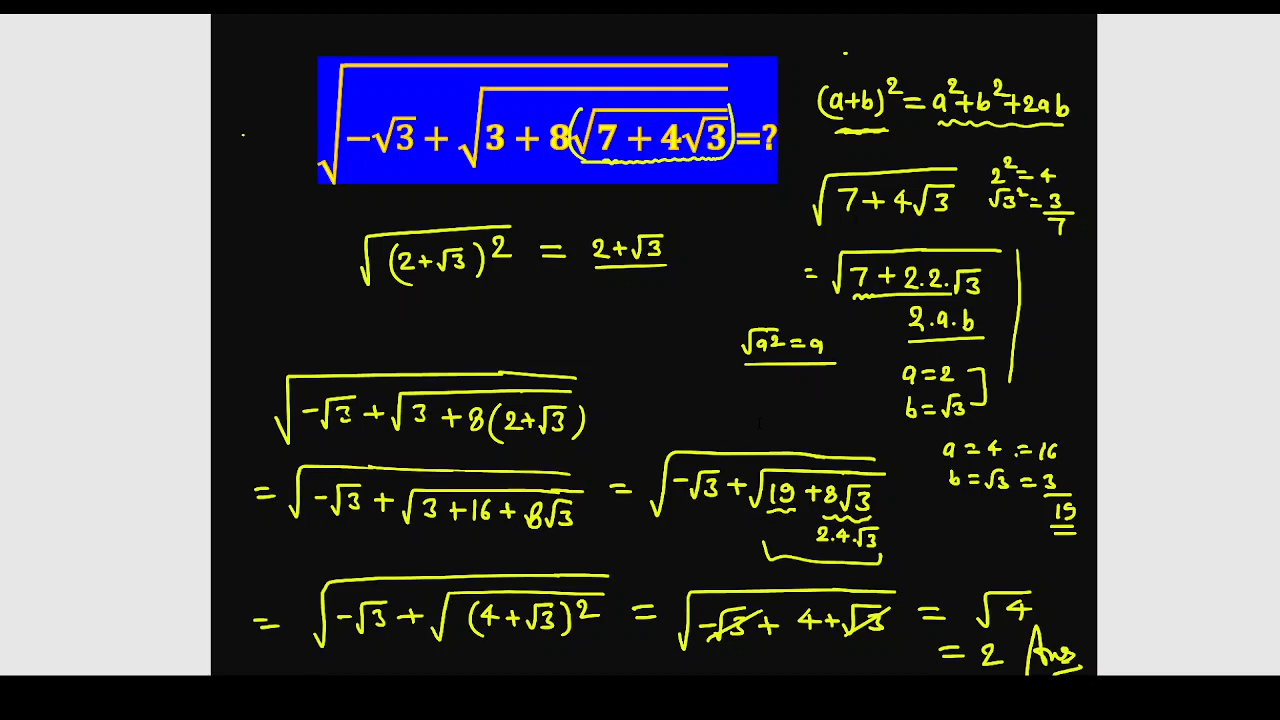 √(-√3 + √(3 + 8(√(7 + 4√3)))) =?
(a+b)² = a²+b²+2ab
√(7+4√3)
2² = 4
√3² = 3
7
= √(7 + 2.2.√3)
2.a.b
a=2
b=√3
√((2+√3)²) = 2+√3
√a² = a
√(-√3 + √(3 + 8(2+√3)))
a = 4 .= 16
b = √3 = 3
19
= √(-√3 + √(3+16+8√3)) = √(-√3 + √(19 + 8√3))
2.4.√3
= √(-√3 + √((4+√3)²)) = √(-√3 + 4+√3) = √4
= 2 Ans